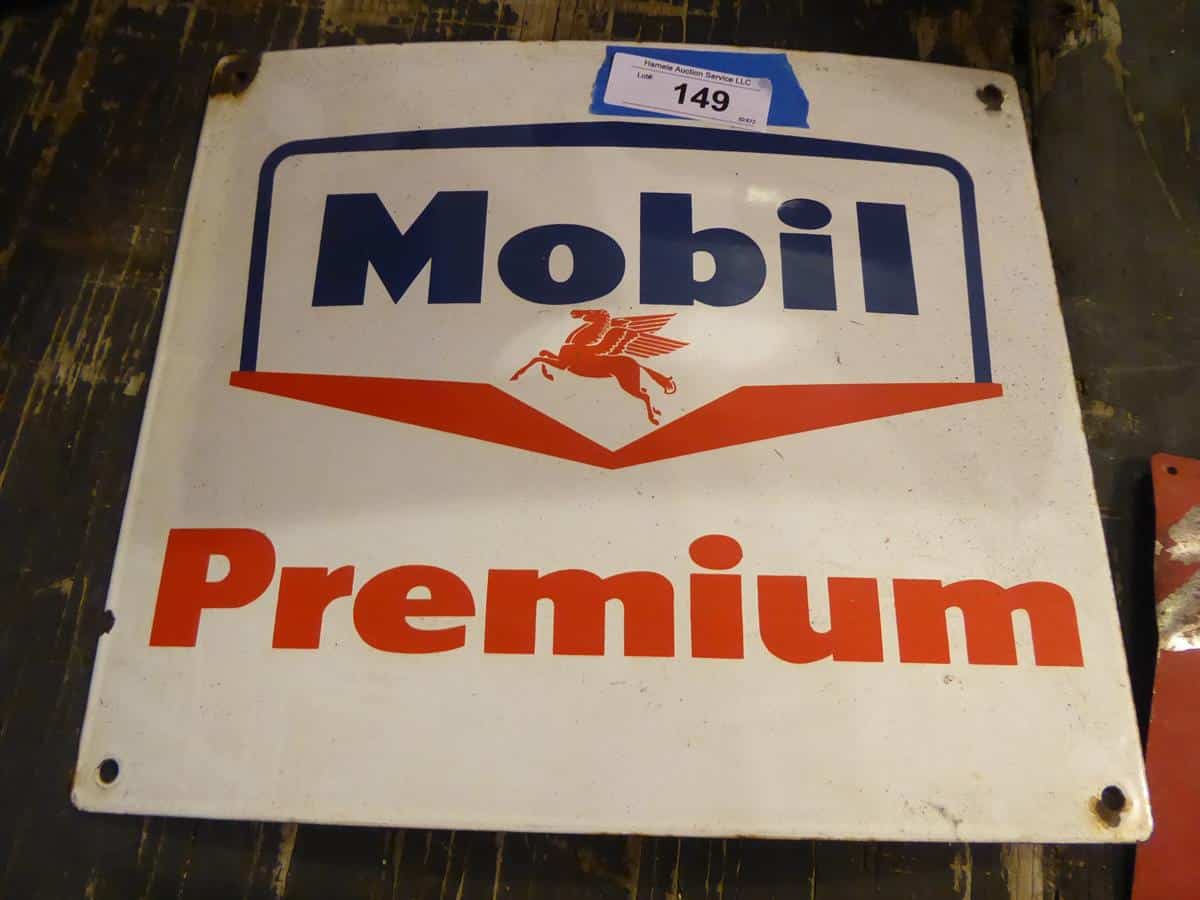 Hamele Auction Service LLC
Lot#
149
Mobil
Premium